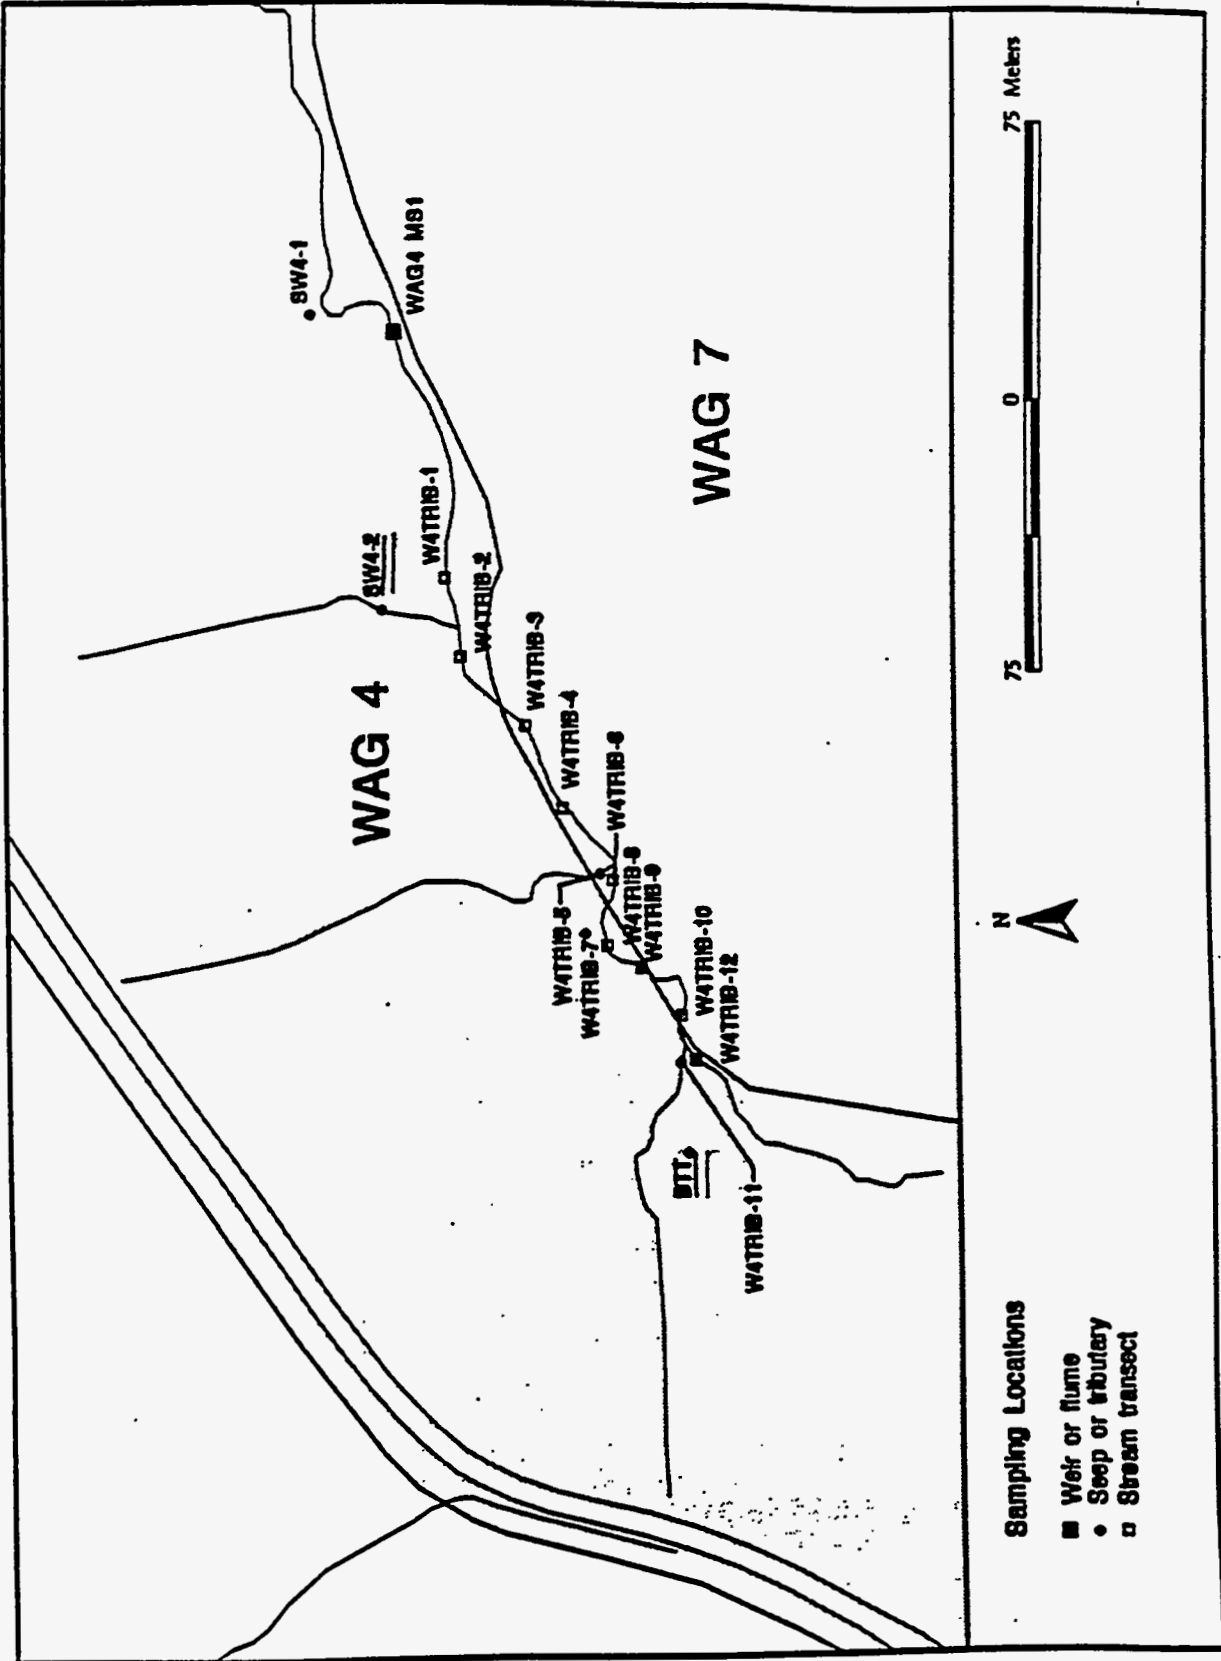 SW4-1
WAG4 MS1
W4TRIB-1
SW4-2
W4TRIB-2
W4TRIB-3
WAG 4
WAG 7
W4TRIB-4
W4TRIB-6
W4TRIB-5
W4TRIB-7
W4TRIB-8
W4TRIB-9
W4TRIB-10
W4TRIB-12
BTT
W4TRIB-11
Sampling Locations
Weir or flume
Seep or tributary
Stream transect
N
75 0 75 Meters